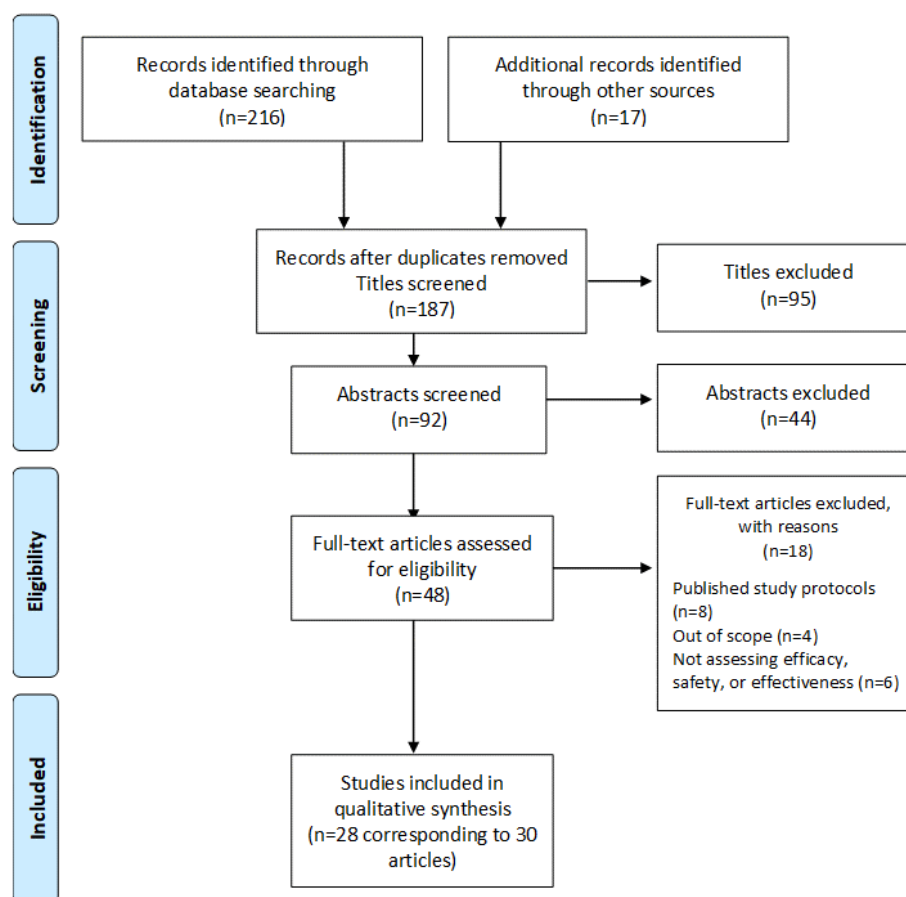 Identification
Records identified through
database searching
(n=216)
Additional records identified
through other sources
(n=17)
Screening
Records after duplicates removed
Titles screened
(n=187)
Titles excluded
(n=95)
Abstracts screened
(n=92)
Abstracts excluded
(n=44)
Eligibility
Full-text articles assessed
for eligibility
(n=48)
Full-text articles excluded,
with reasons
(n=18)
Published study protocols
(n=8)
Out of scope (n=4)
Not assessing efficacy,
safety, or effectiveness (n=6)
Included
Studies included in
qualitative synthesis
(n=28 corresponding to 30
articles)